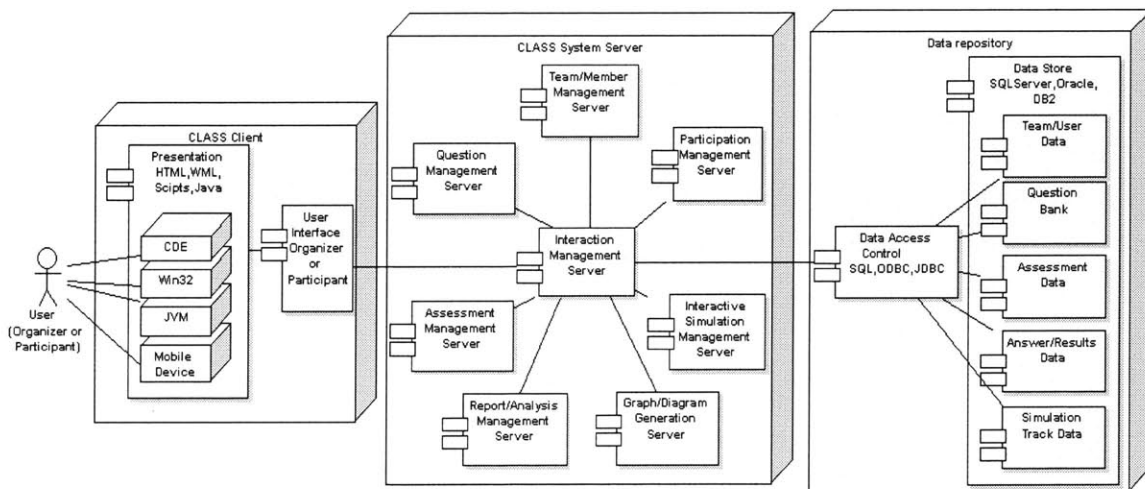 CLASS System Server
Data repository
Team/Member
Management
Server
Data Store
SQLServer,Oracle,
DB2
CLASS Client
Presentation
HTML,WML,
Scipts,Java
Question
Management
Server
Participation
Management
Server
Team/User
Data
Question
Bank
User
Interface
Organizer
or
Participant
CDE
Win32
JVM
Mobile
Device
User
(Organizer or
Participant)
Interaction
Management
Server
Data Access
Control
SQL,ODBC,JDBC
Assessment
Data
Assessment
Management
Server
Interactive
Simulation
Management
Server
Answer/Results
Data
Report/Analysis
Management
Server
Graph/Diagram
Generation
Server
Simulation
Track Data